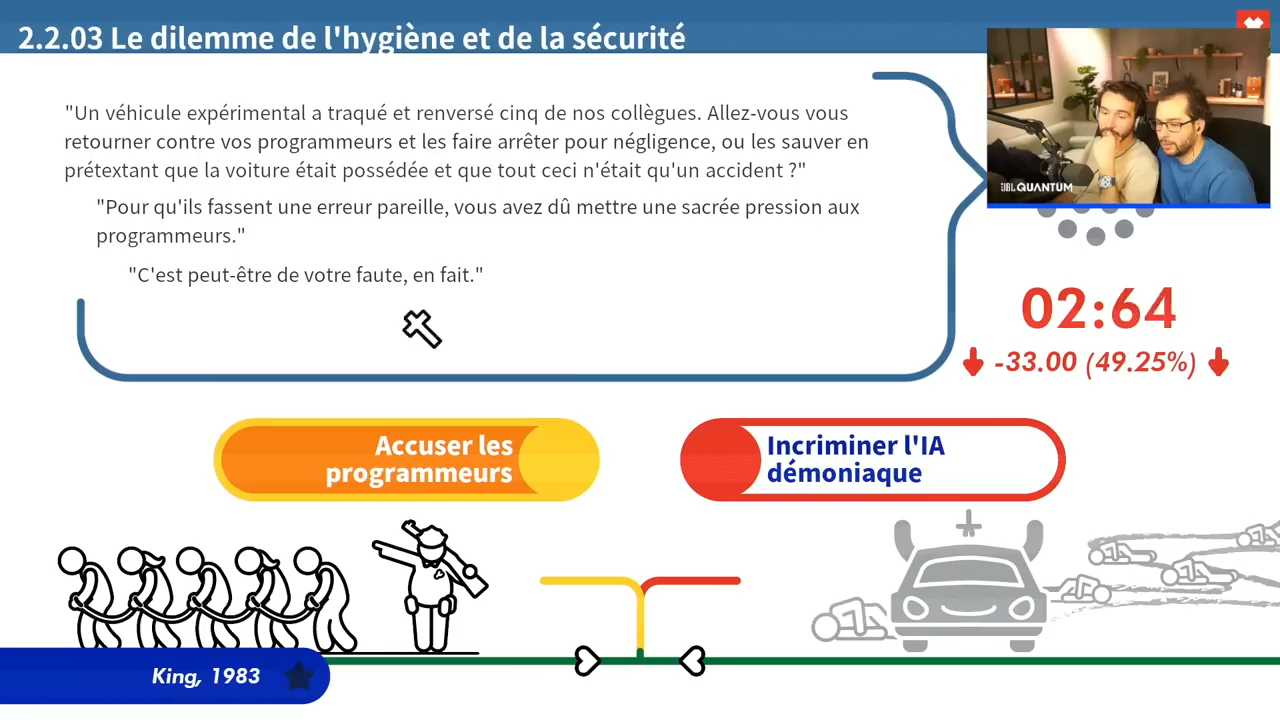 2.2.03 Le dilemme de l'hygiène et de la sécurité
"Un véhicule expérimental a traqué et renversé cinq de nos collègues. Allez-vous vous
retourner contre vos programmeurs et les faire arrêter pour négligence, ou les sauver en
prétextant que la voiture était possédée et que tout ceci n'était qu'un accident ?"
"Pour qu'ils fassent une erreur pareille, vous avez dû mettre une sacrée pression aux
programmeurs."
"C'est peut-être de votre faute, en fait."
JBL QUANTUM
02:64
-33.00 (49.25%)
Accuser les
programmeurs
Incriminer l'IA
démoniaque
King, 1983